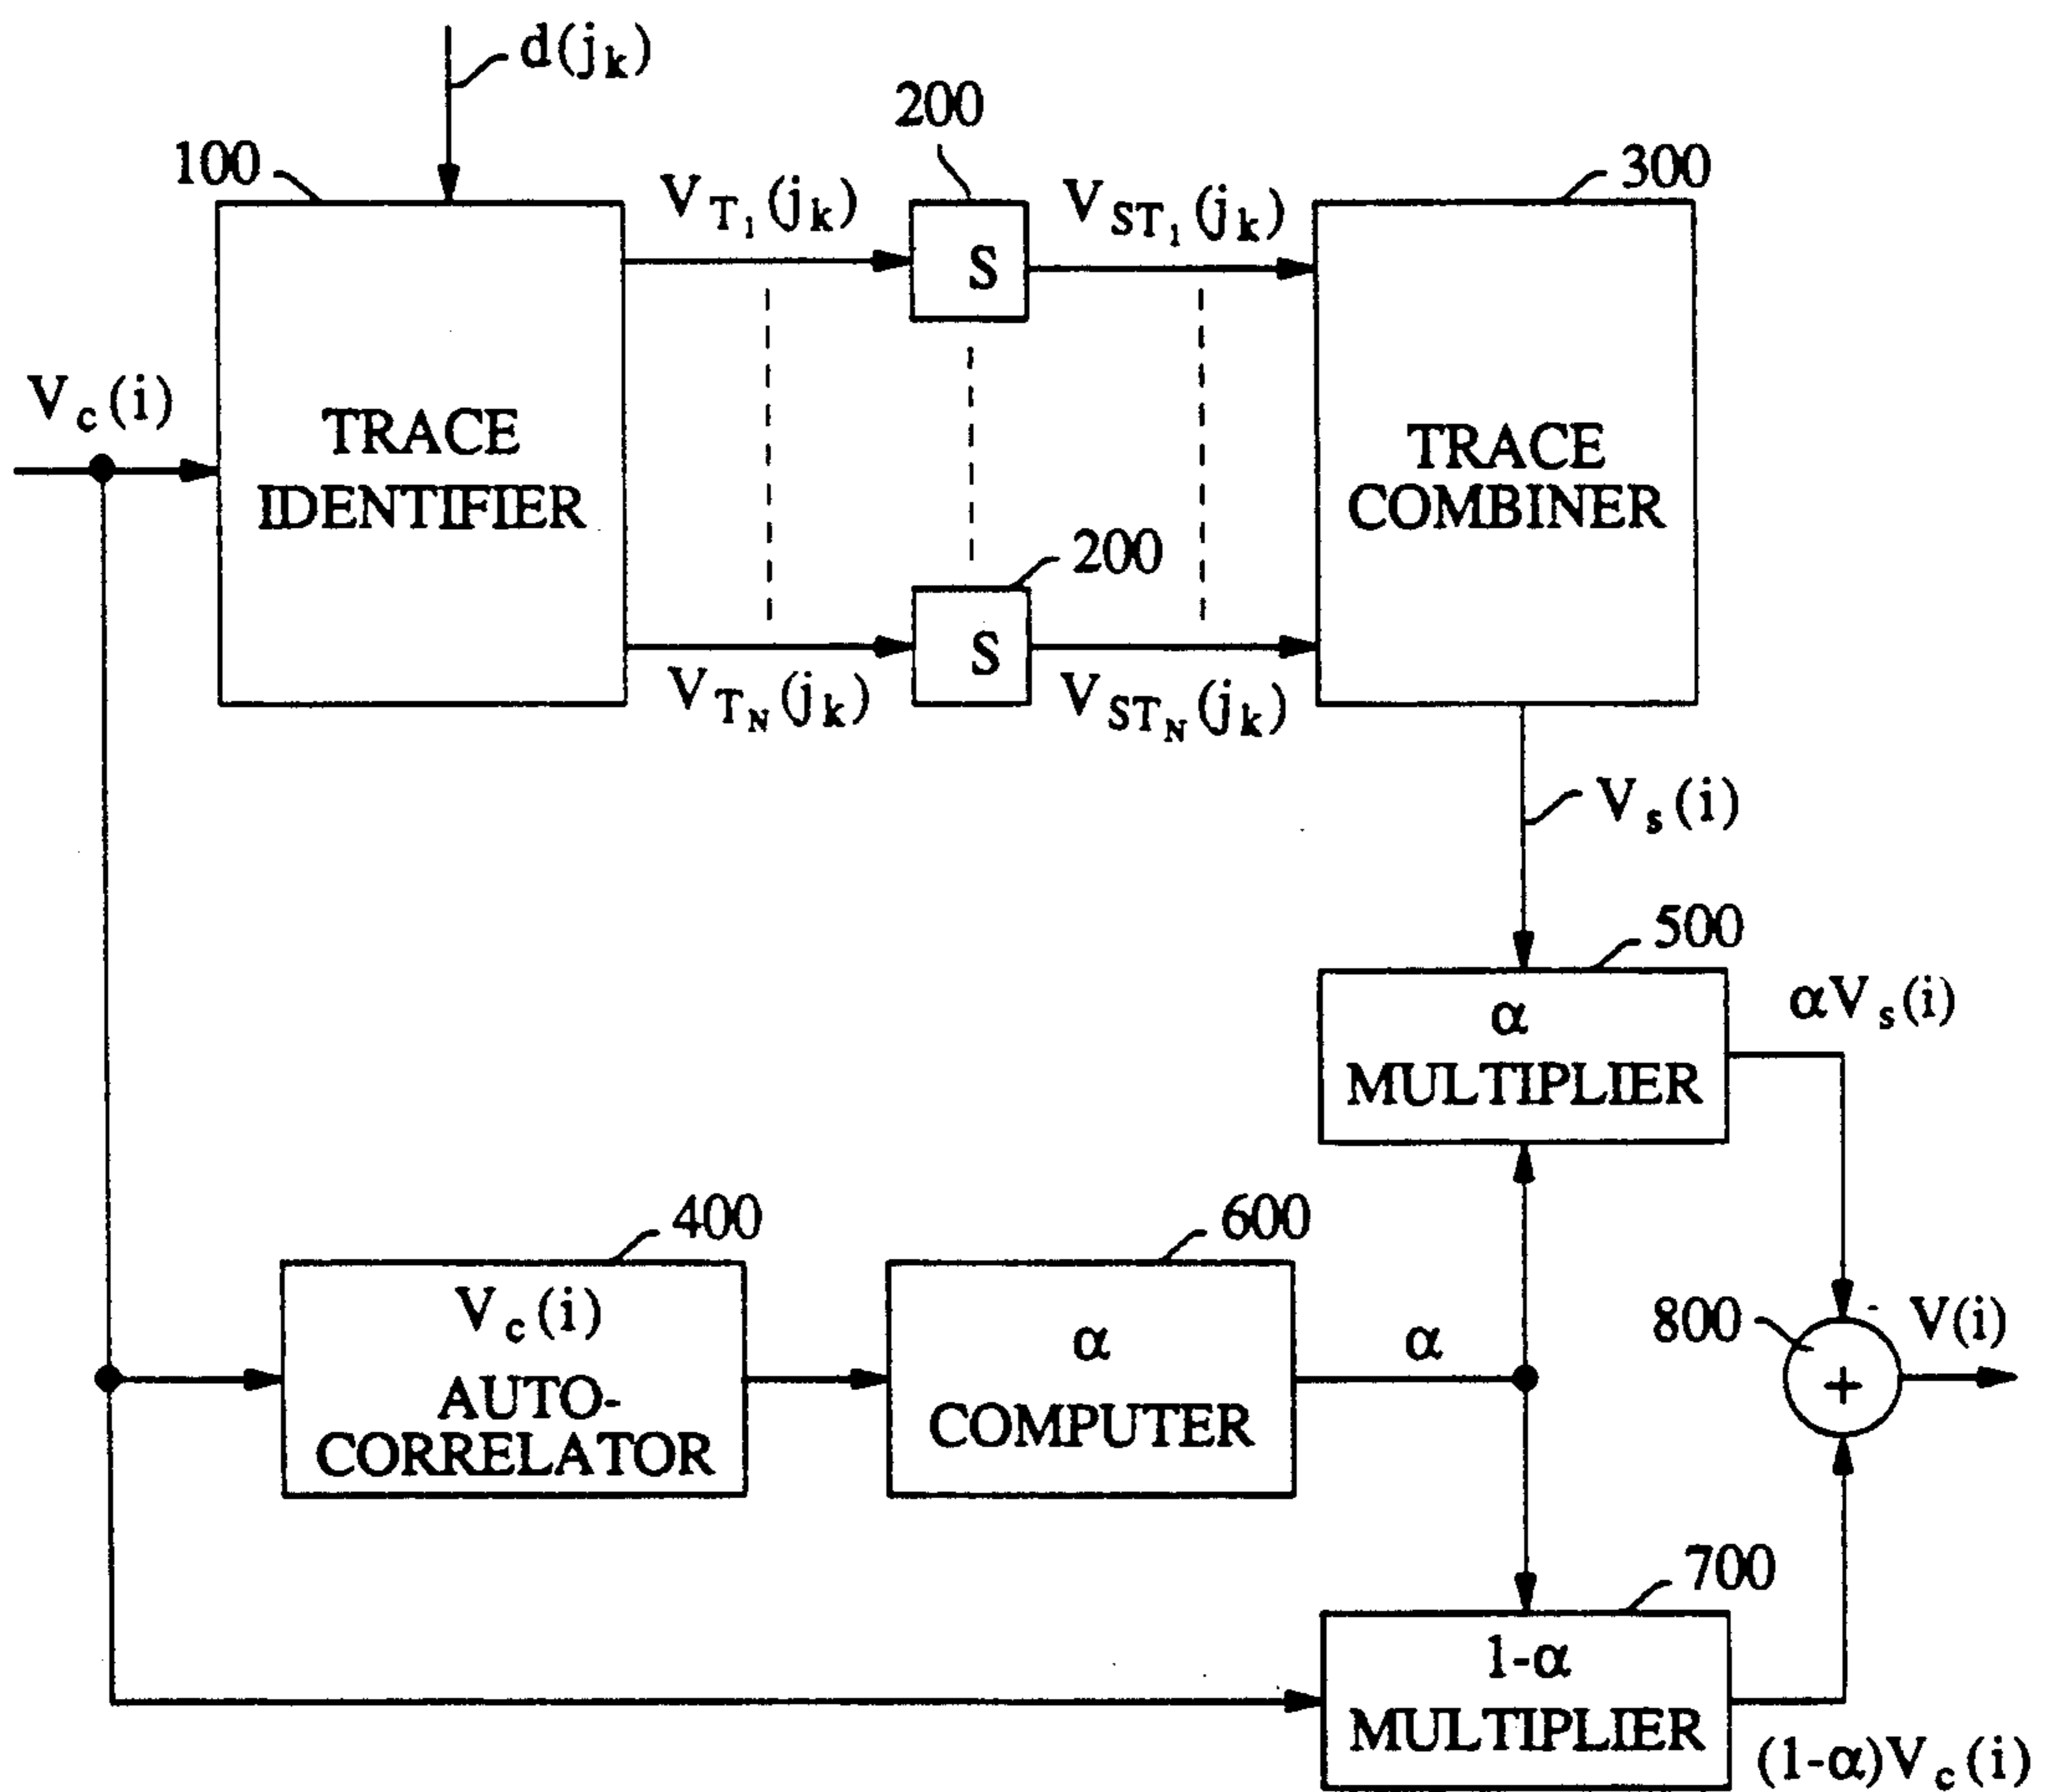 d(jk)
200
100
300
VT1(jk)
VST1(jk)
S
Vc(i)
TRACE
IDENTIFIER
TRACE
COMBINER
200
S
VTN(jk)
VSTN(jk)
Vs(i)
500
α
MULTIPLIER
αVs(i)
400
600
Vc(i)
AUTO-
CORRELATOR
α
COMPUTER
α
800
V(i)
+
700
1-α
MULTIPLIER
(1-α)Vc(i)